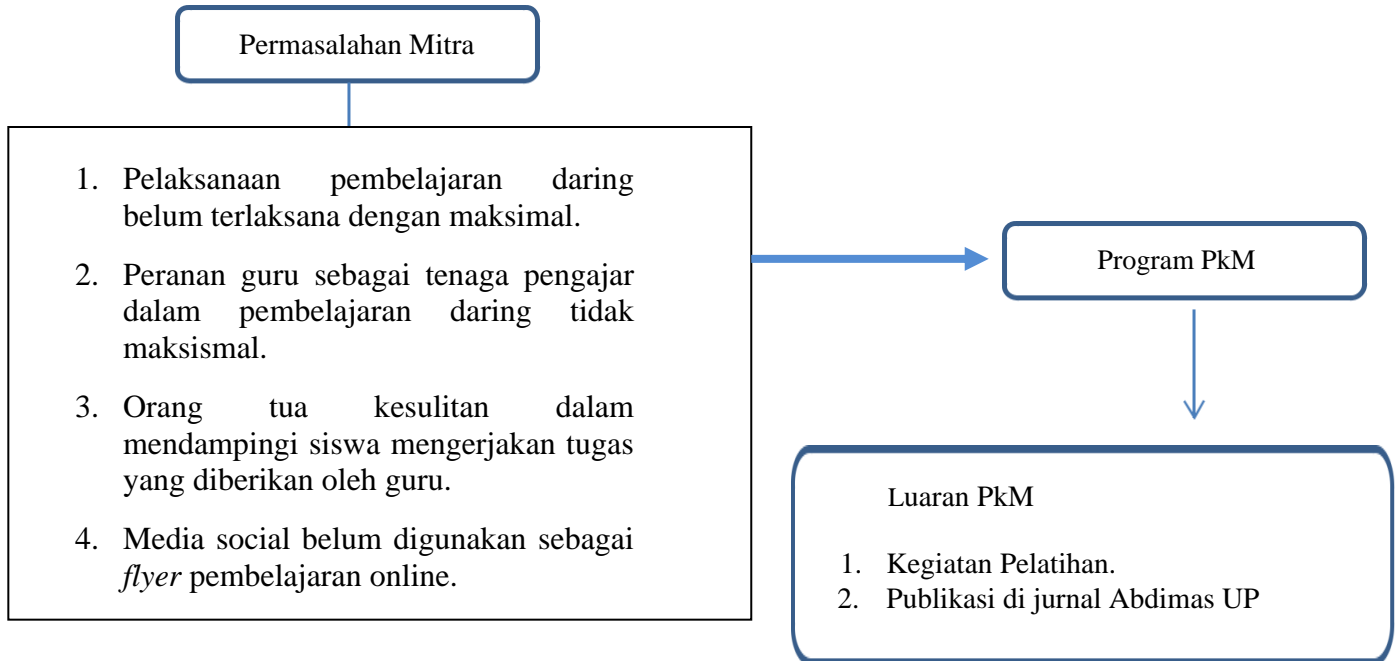 Permasalahan Mitra
1. Pelaksanaan pembelajaran daring
belum terlaksana dengan maksimal.
2. Peranan guru sebagai tenaga pengajar
dalam pembelajaran daring tidak
maksismal.
3. Orang tua kesulitan dalam
mendampingi siswa mengerjakan tugas
yang diberikan oleh guru.
4. Media social belum digunakan sebagai
flyer pembelajaran online.
Program PkM
Luaran PkM
1. Kegiatan Pelatihan.
2. Publikasi di jurnal Abdimas UP